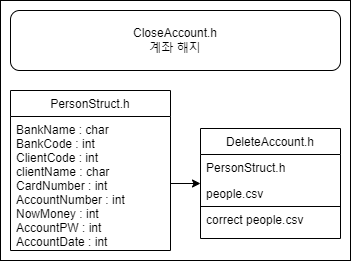 CloseAccount.h
계좌 해지
PersonStruct.h
BankName : char
BankCode : int
ClientCode : int
clientName : char
CardNumber : int
AccountNumber : int
NowMoney : int
AccountPW : int
AccountDate : int
DeleteAccount.h
PersonStruct.h
people.csv
correct people.csv